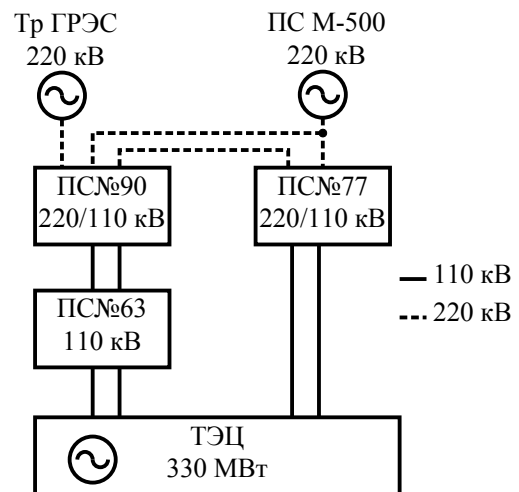 Тр ГРЭС
220 кВ
ПС М-500
220 кВ
ПС№90
220/110 кВ
ПС№77
220/110 кВ
110 кВ
220 кВ
ПС№63
110 кВ
ТЭЦ
330 МВт